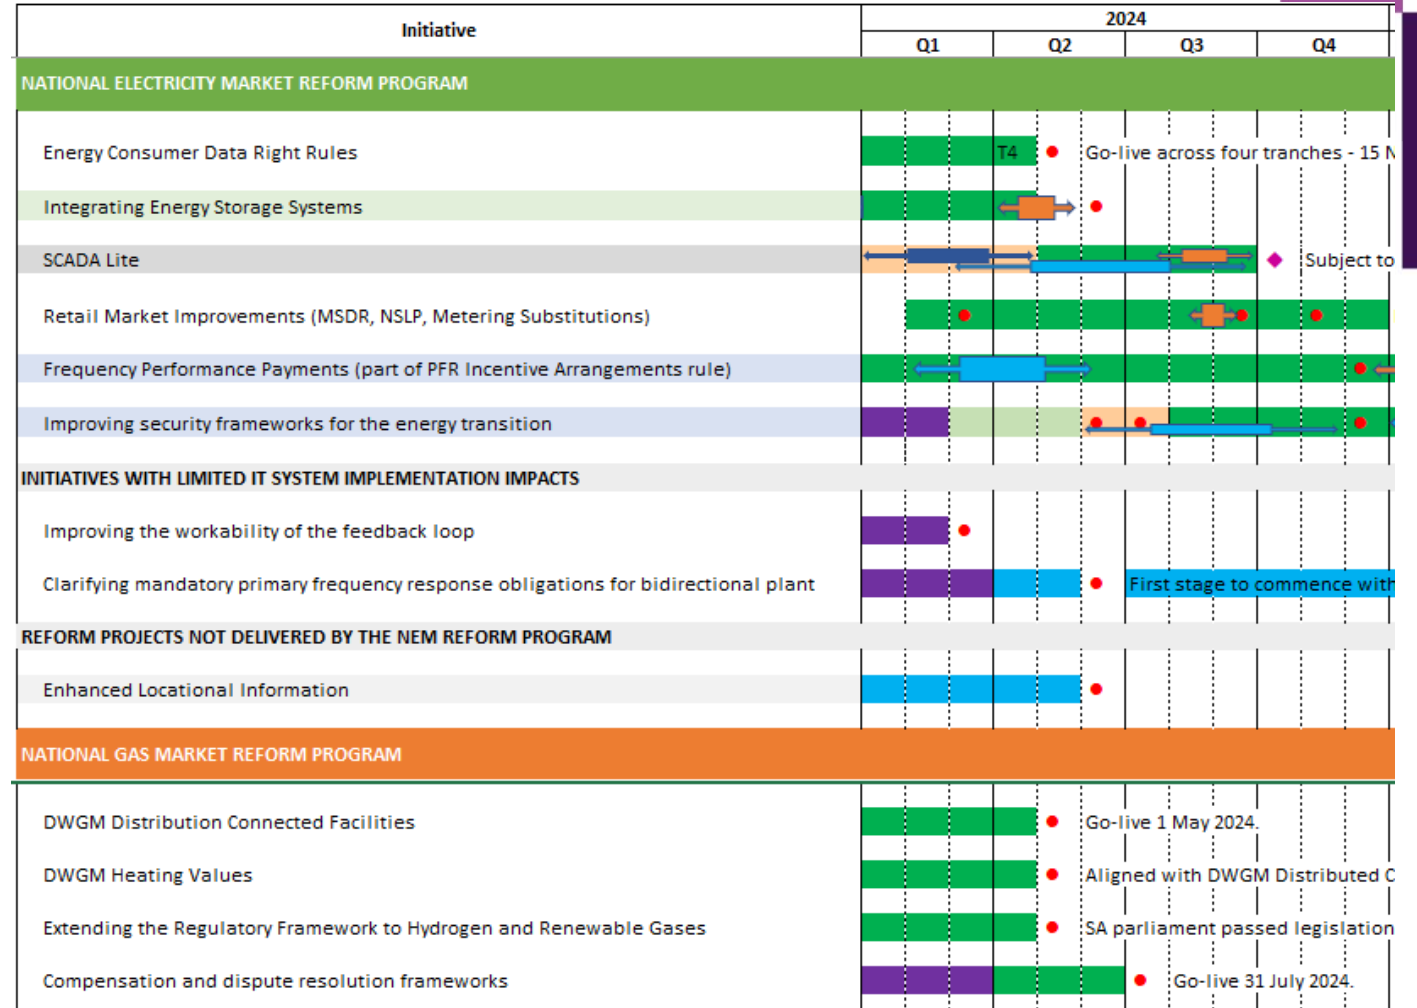 Initiative
2024
Q1 Q2 Q3 Q4
NATIONAL ELECTRICITY MARKET REFORM PROGRAM
Energy Consumer Data Right Rules T4 Go-live across four tranches - 15 N
Integrating Energy Storage Systems
SCADA Lite Subject to
Retail Market Improvements (MSDR, NSLP, Metering Substitutions)
Frequency Performance Payments (part of PFR Incentive Arrangements rule)
Improving security frameworks for the energy transition
INITIATIVES WITH LIMITED IT SYSTEM IMPLEMENTATION IMPACTS
Improving the workability of the feedback loop
Clarifying mandatory primary frequency response obligations for bidirectional plant First stage to commence with
REFORM PROJECTS NOT DELIVERED BY THE NEM REFORM PROGRAM
Enhanced Locational Information
NATIONAL GAS MARKET REFORM PROGRAM
DWGM Distribution Connected Facilities Go-live 1 May 2024.
DWGM Heating Values Aligned with DWGM Distributed C
Extending the Regulatory Framework to Hydrogen and Renewable Gases SA parliament passed legislation
Compensation and dispute resolution frameworks Go-live 31 July 2024.